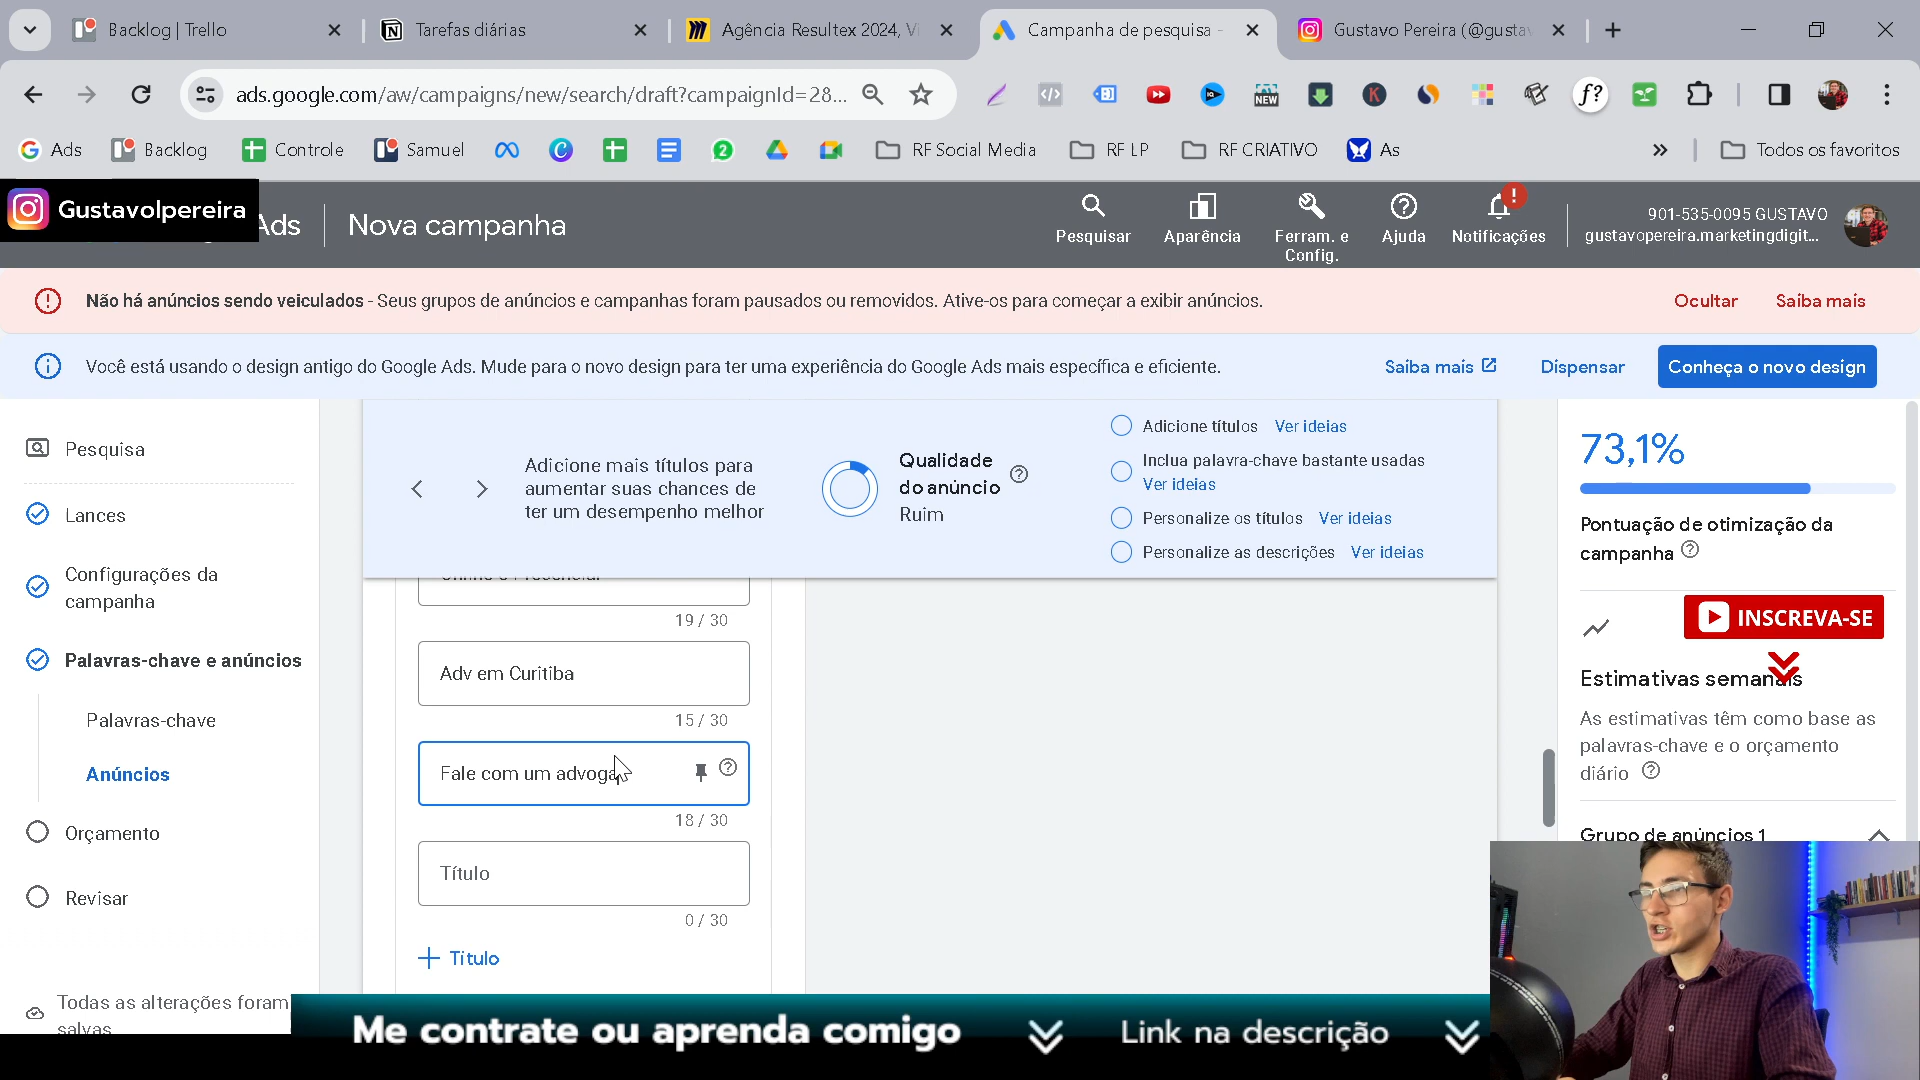 Backlog | Trello
Tarefas diárias
Agência Resultex 2024, Vi
Campanha de pesquisa -
Gustavo Pereira (@gustav
ads.google.com/aw/campaigns/new/search/draft?campaignId=28...
Ads
Backlog
Controle
Samuel
RF Social Media
RF LP
RF CRIATIVO
As
Todos os favoritos
Gustavolpereira
Ads
Nova campanha
Pesquisar
Aparência
Ferram. e
Config.
Ajuda
Notificações
901-535-0095 GUSTAVO
gustavopereira.marketingdigit...
Não há anúncios sendo veiculados - Seus grupos de anúncios e campanhas foram pausados ou removidos. Ative-os para começar a exibir anúncios.
Ocultar
Saiba mais
Você está usando o design antigo do Google Ads. Mude para o novo design para ter uma experiência do Google Ads mais específica e eficiente.
Saiba mais
Dispensar
Conheça o novo design
Pesquisa
Lances
Configurações da
campanha
Palavras-chave e anúncios
Palavras-chave
Anúncios
Orçamento
Revisar
Todas as alterações foram
salvas
Adicione mais títulos para
aumentar suas chances de
ter um desempenho melhor
Qualidade
do anúncio
Ruim
Adicione títulos Ver ideias
Inclua palavra-chave bastante usadas
Ver ideias
Personalize os títulos Ver ideias
Personalize as descrições Ver ideias
19 / 30
Adv em Curitiba
15 / 30
Fale com um advoga
18 / 30
Título
0 / 30
Título
73,1%
Pontuação de otimização da
campanha
INSCREVA-SE
Estimativas semanais
As estimativas têm como base as
palavras-chave e o orçamento
diário
Grupo de anúncios 1
Me contrate ou aprenda comigo
Link na descrição